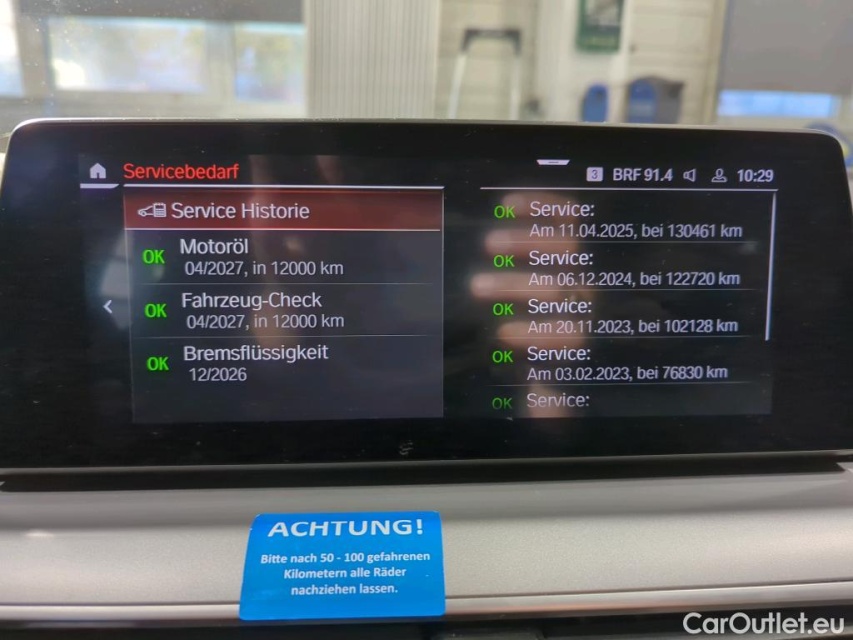 Servicebedarf
3 BRF 91.4 10:29
Service Historie
OK Motoröl
04/2027, in 12000 km
OK Fahrzeug-Check
04/2027, in 12000 km
OK Bremsflüssigkeit
12/2026
OK Service:
Am 11.04.2025, bei 130461 km
OK Service:
Am 06.12.2024, bei 122720 km
OK Service:
Am 20.11.2023, bei 102128 km
OK Service:
Am 03.02.2023, bei 76830 km
OK Service:
ACHTUNG!
Bitte nach 50 - 100 gefahrenen
Kilometern alle Räder
nachziehen lassen.
CarOutlet.eu